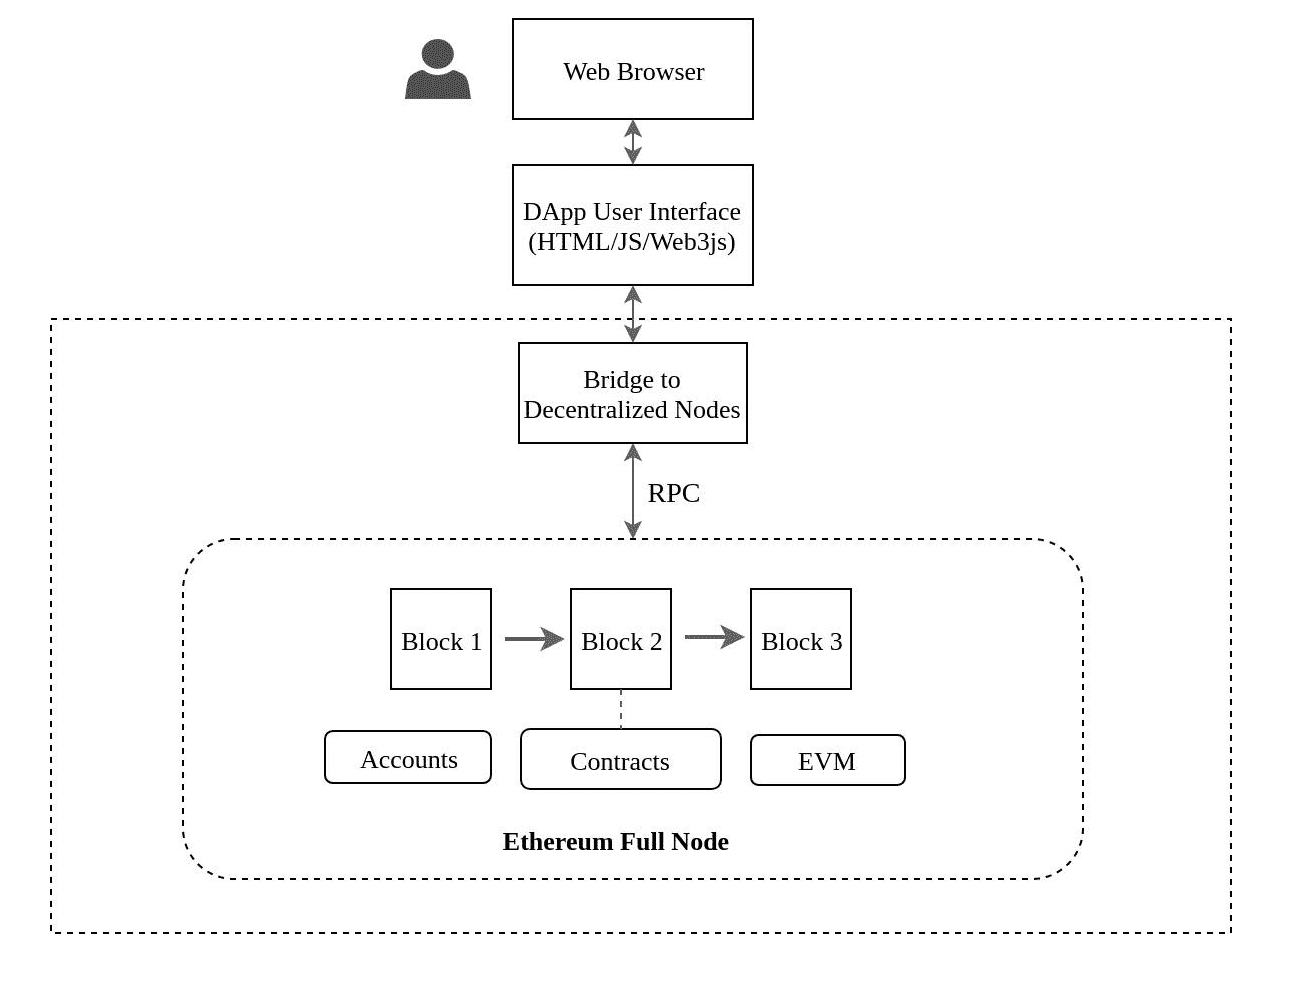 Web Browser
DApp User Interface
(HTML/JS/Web3js)
Bridge to
Decentralized Nodes
RPC
Block 1
Block 2
Block 3
Accounts
Contracts
EVM
Ethereum Full Node